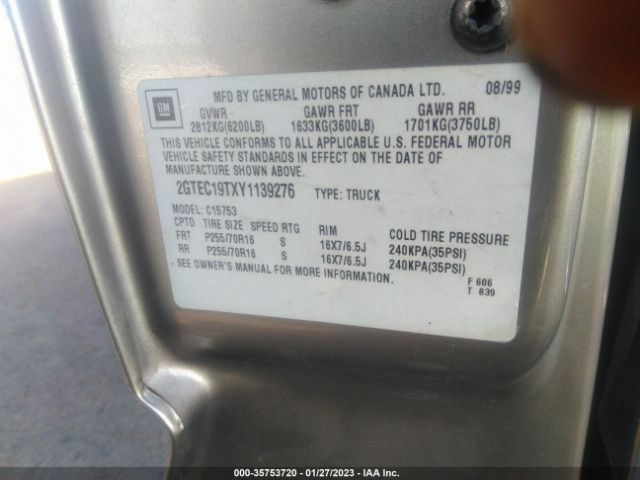 GM
MFD BY GENERAL MOTORS OF CANADA LTD. 08/99
GVWR GAWR FRT GAWR RR
2812KG(6200LB) 1633KG(3600LB) 1701KG(3750LB)
THIS VEHICLE CONFORMS TO ALL APPLICABLE U.S. FEDERAL MOTOR
VEHICLE SAFETY STANDARDS IN EFFECT ON THE DATE OF
MANUFACTURE SHOWN ABOVE.
2GTEC19TXY1139276 TYPE: TRUCK
MODEL: C15753
CPTD TIRE SIZE SPEED RTG RIM COLD TIRE PRESSURE
FRT P255/70R16 S 16X7/6.5J 240KPA(35PSI)
RR P255/70R16 S 16X7/6.5J 240KPA(35PSI)
- SEE OWNER'S MANUAL FOR MORE INFORMATION.
F 606
T 839
000-35753720 — 01/27/2023 — IAA Inc.